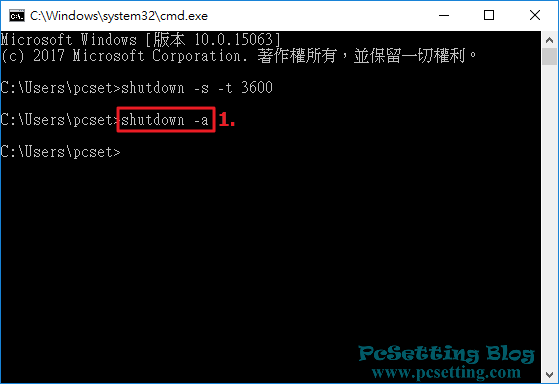 C:\Windows\system32\cmd.exe
Microsoft Windows [版本 10.0.15063]
(c) 2017 Microsoft Corporation. 著作權所有，並保留一切權利。
C:\Users\pcset>shutdown -s -t 3600
C:\Users\pcset>shutdown -a 1.
C:\Users\pcset>
PcSetting Blog
www.pcsetting.com